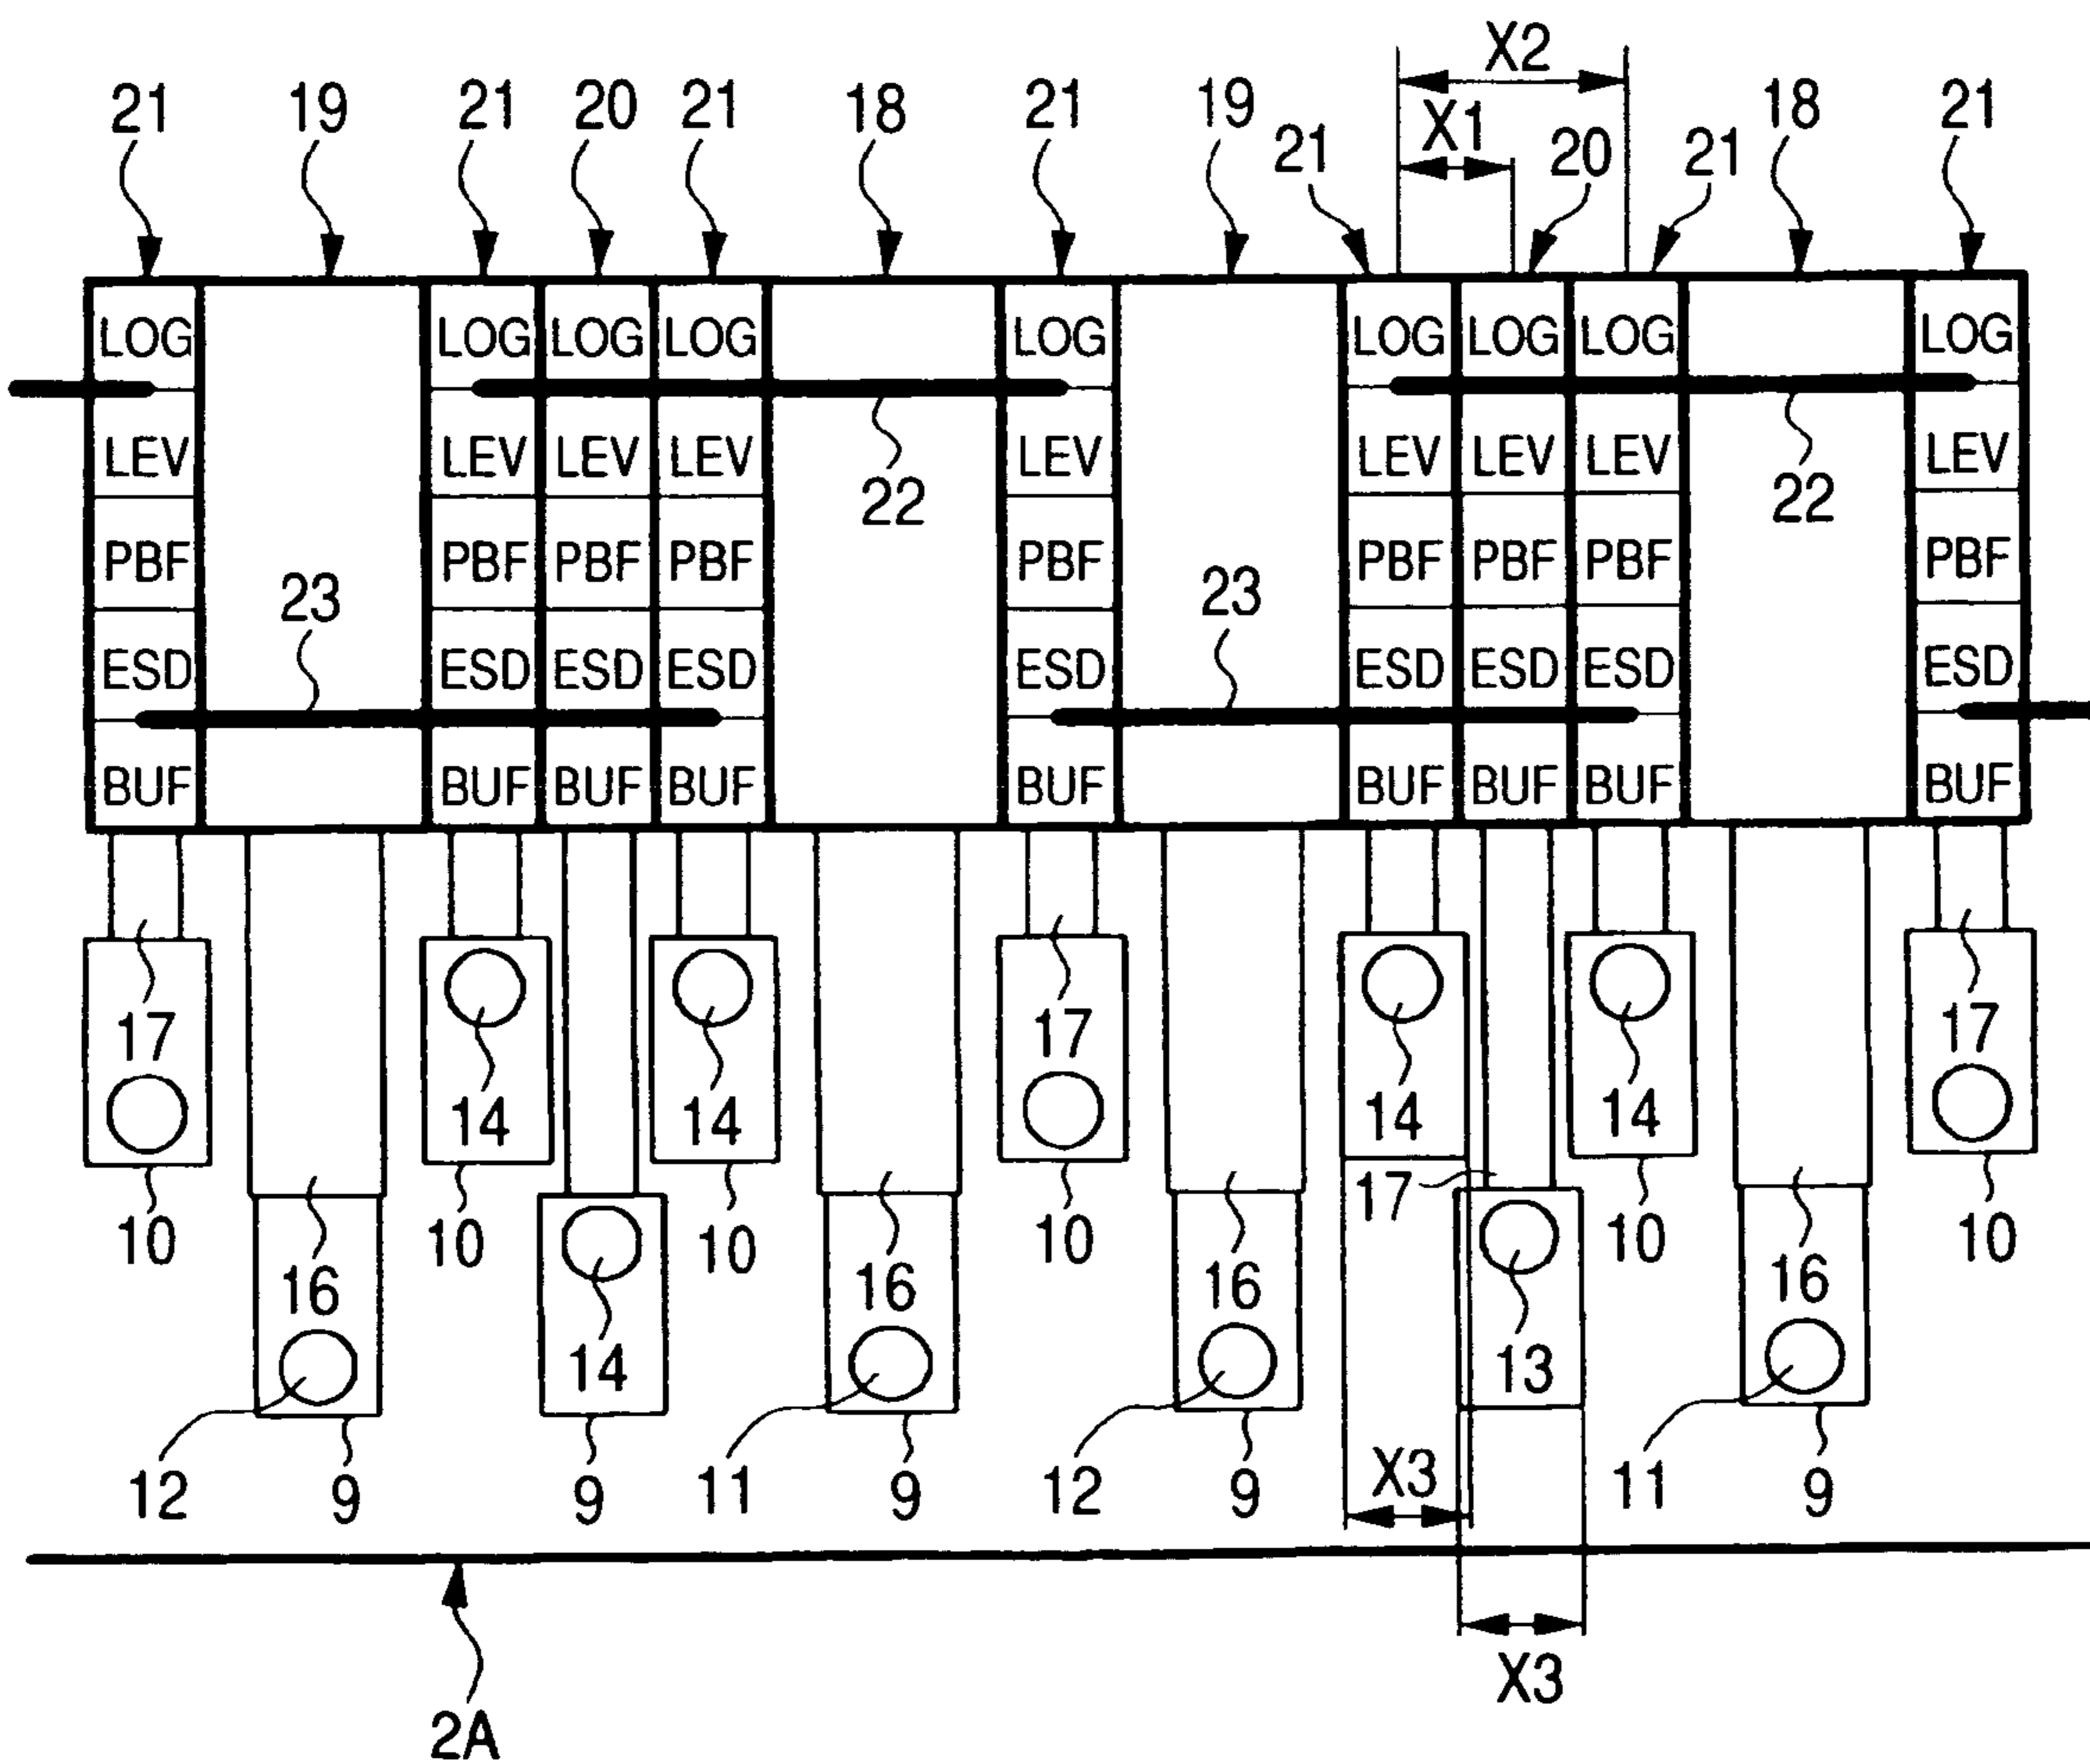 X2
21 19 21 20 21 18 21 19 X1 18 21
21 20 21
LOG LOG LOG LOG LOG LOG LOG LOG LOG
LEV LEV LEV LEV LEV LEV LEV LEV LEV
22 22
PBF PBF PBF PBF PBF PBF PBF PBF PBF
23 23
ESD ESD ESD ESD ESD ESD ESD ESD ESD
BUF BUF BUF BUF BUF BUF BUF BUF BUF
17 17 17
14 14 14 14
17
10 10 10 10 10 10
16 16 16 16
14 13
12 9 9 11 9 12 9 X3 11 9
X3
2A